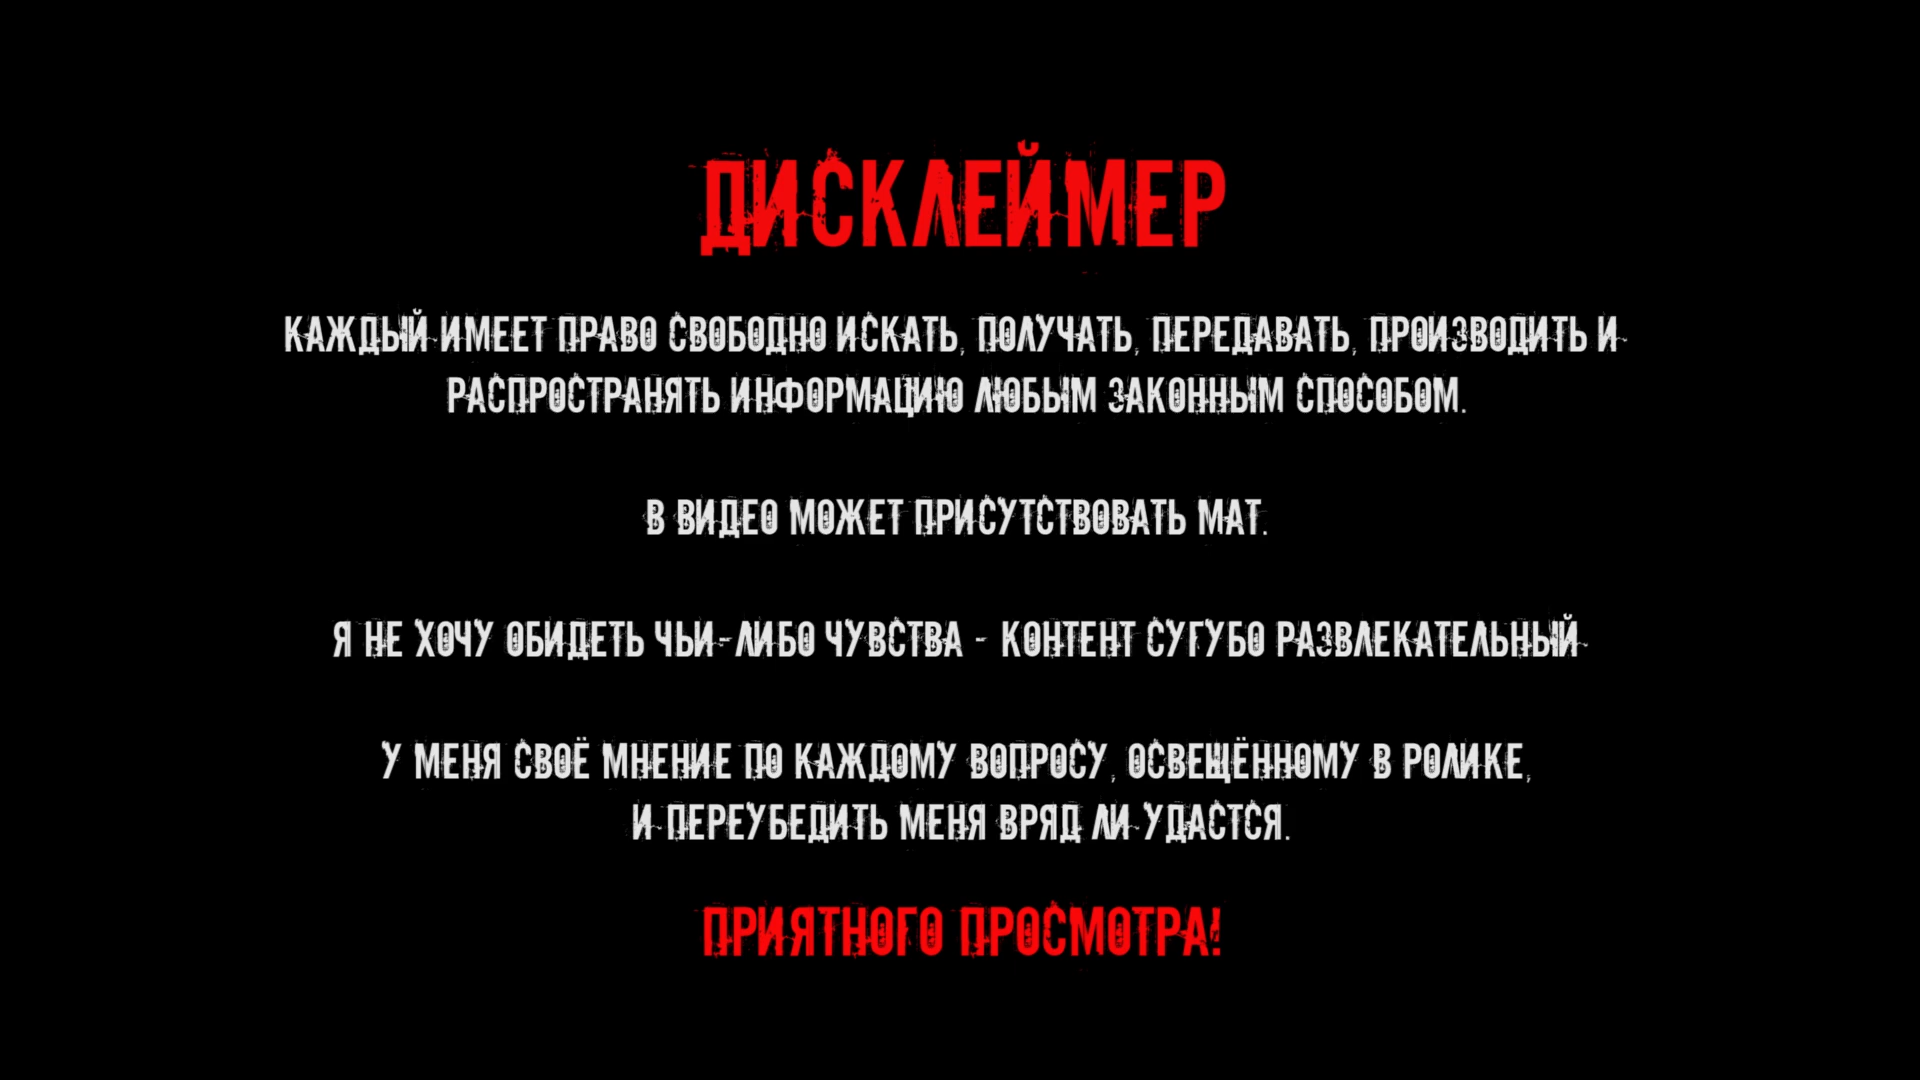 ДИСКЛЕЙМЕР
КАЖДЫЙ ИМЕЕТ ПРАВО СВОБОДНО ИСКАТЬ, ПОЛУЧАТЬ, ПЕРЕДАВАТЬ, ПРОИЗВОДИТЬ И
РАСПРОСТРАНЯТЬ ИНФОРМАЦИЮ ЛЮБЫМ ЗАКОННЫМ СПОСОБОМ.
В ВИДЕО МОЖЕТ ПРИСУТСТВОВАТЬ МАТ.
Я НЕ ХОЧУ ОБИДЕТЬ ЧЬИ-ЛИБО ЧУВСТВА - КОНТЕНТ СУГУБО РАЗВЛЕКАТЕЛЬНЫЙ
У МЕНЯ СВОЁ МНЕНИЕ ПО КАЖДОМУ ВОПРОСУ, ОСВЕЩЁННОМУ В РОЛИКЕ,
И ПЕРЕУБЕДИТЬ МЕНЯ ВРЯД ЛИ УДАСТСЯ.
ПРИЯТНОГО ПРОСМОТРА!